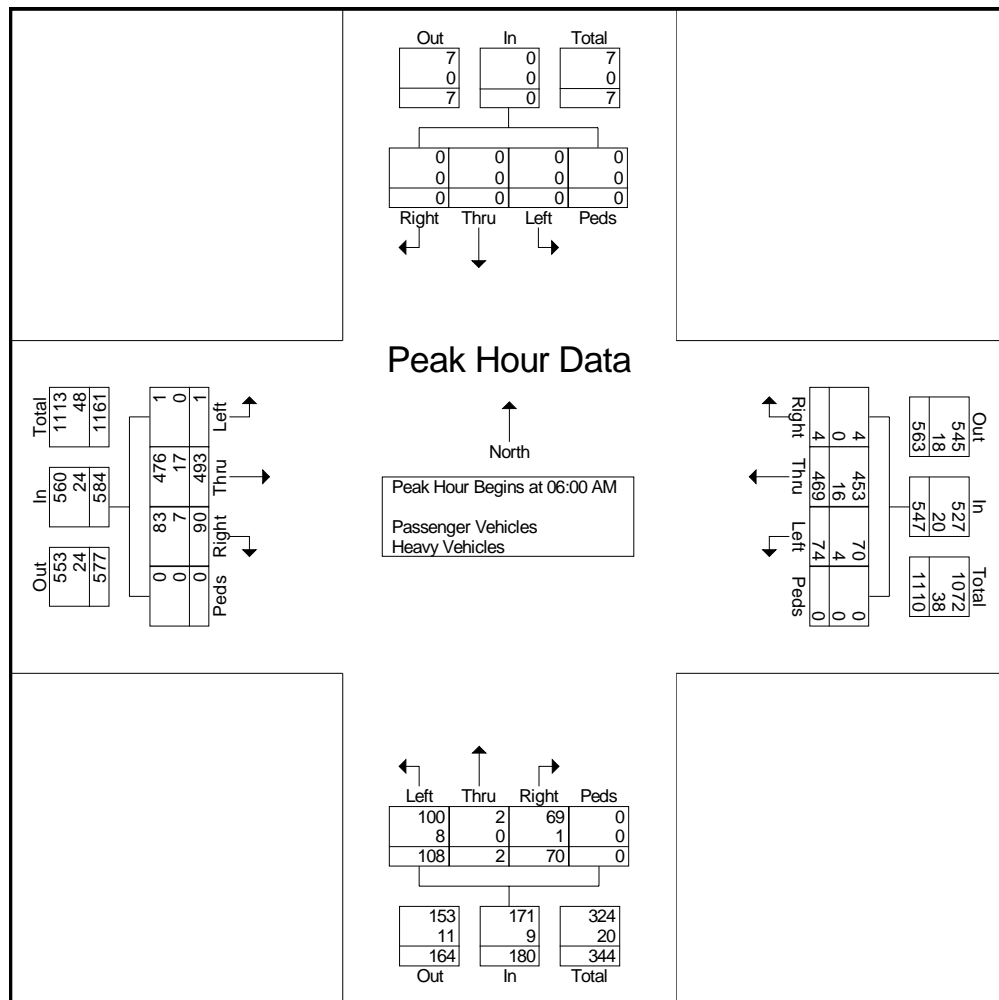 Out In Total
7 0 7
0 0 0
7 0 7
0 0 0 0
0 0 0 0
0 0 0 0
Right Thru Left Peds
Peak Hour Data
North
Peak Hour Begins at 06:00 AM
Passenger Vehicles
Heavy Vehicles
Total In Out
1113 560 553
48 24 24
1161 584 577
1 476 83 0
0 17 7 0
1 493 90 0
Left Thru Right Peds
Out In Total
545 527 1072
18 20 38
563 547 1110
4 453 70 0
0 16 4 0
4 469 74 0
Right Thru Left Peds
Left Thru Right Peds
100 2 69 0
8 0 1 0
108 2 70 0
153 171 324
11 9 20
164 180 344
Out In Total